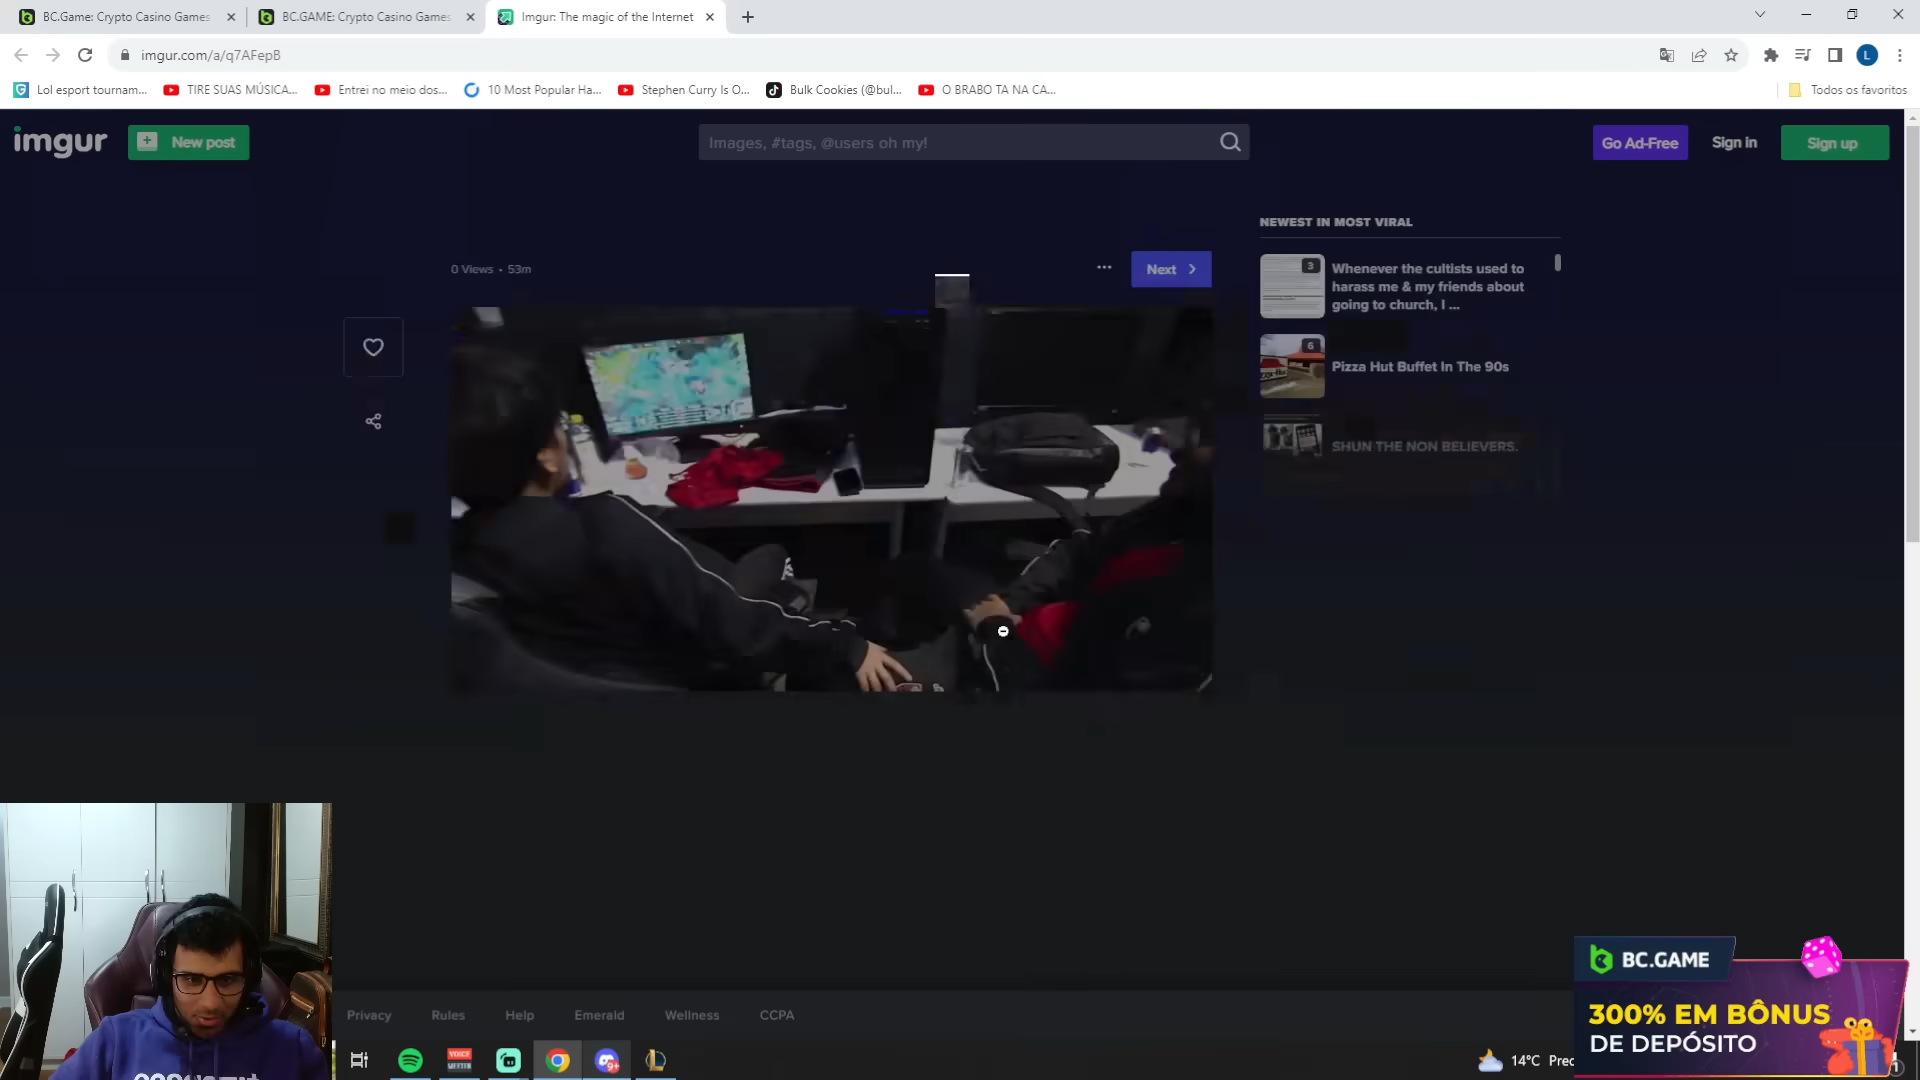 BC.Game: Crypto Casino Games
BC.GAME: Crypto Casino Games
Imgur: The magic of the Internet
imgur.com/a/q7AFepB
L
Lol esport tournam...
TIRE SUAS MÚSICA...
Entrei no meio dos...
10 Most Popular Ha...
Stephen Curry Is O...
Bulk Cookies (@bul...
O BRABO TA NA CA...
Todos os favoritos
imgur
New post
Images, #tags, @users oh my!
Go Ad-Free
Sign in
Sign up
NEWEST IN MOST VIRAL
0 Views • 53m
Next
3
Whenever the cultists used to
harass me & my friends about
going to church, I ...
6
Pizza Hut Buffet In The 90s
SHUN THE NON BELIEVERS.
BC.GAME
300% EM BÔNUS
DE DEPÓSITO
Privacy
Rules
Help
Emerald
Wellness
CCPA
VOICE
MEETER
9+
14°C